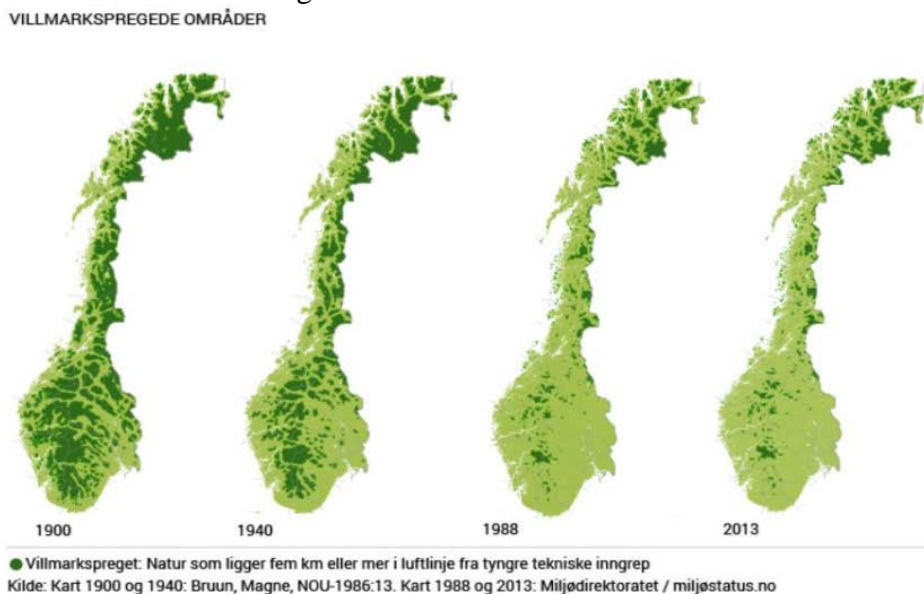 VILLMARKSPREGEDE OMRÅDER
1900
1940
1988
2013
Villmarkspreget: Natur som ligger fem km eller mer i luftlinje fra tyngre tekniske inngrep
Kilde: Kart 1900 og 1940: Bruun, Magne, NOU-1986:13. Kart 1988 og 2013: Miljødirektoratet / miljøstatus.no